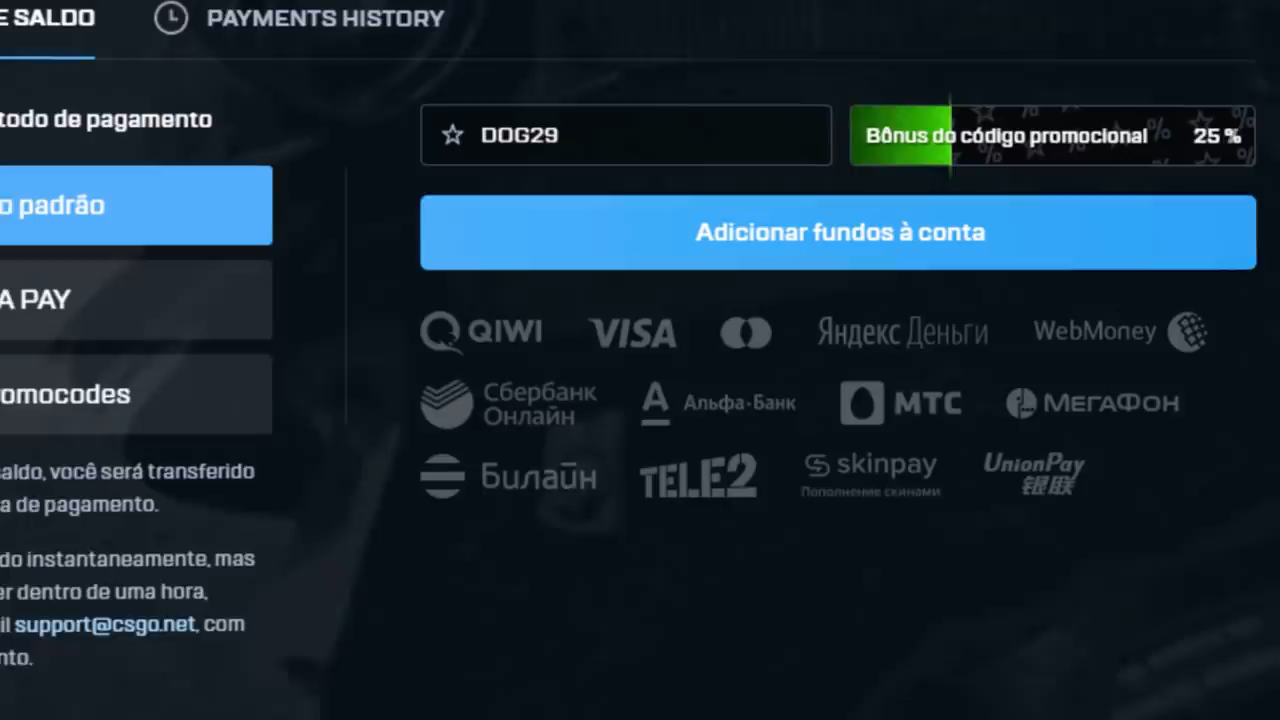 E SALDO
PAYMENTS HISTORY
todo de pagamento
DOG29
Bônus do código promocional 25 %
o padrão
Adicionar fundos à conta
A PAY
QIWI VISA Яндекс Деньги WebMoney
omocodes
Сбербанк Онлайн Альфа·Банк МТС МЕГАФОН
saldo, você será transferido
a de pagamento.
Билайн TELE2 skinpay UnionPay
Пополнение скинами 银联
do instantaneamente, mas
er dentro de uma hora,
il support@csgo.net, com
nto.